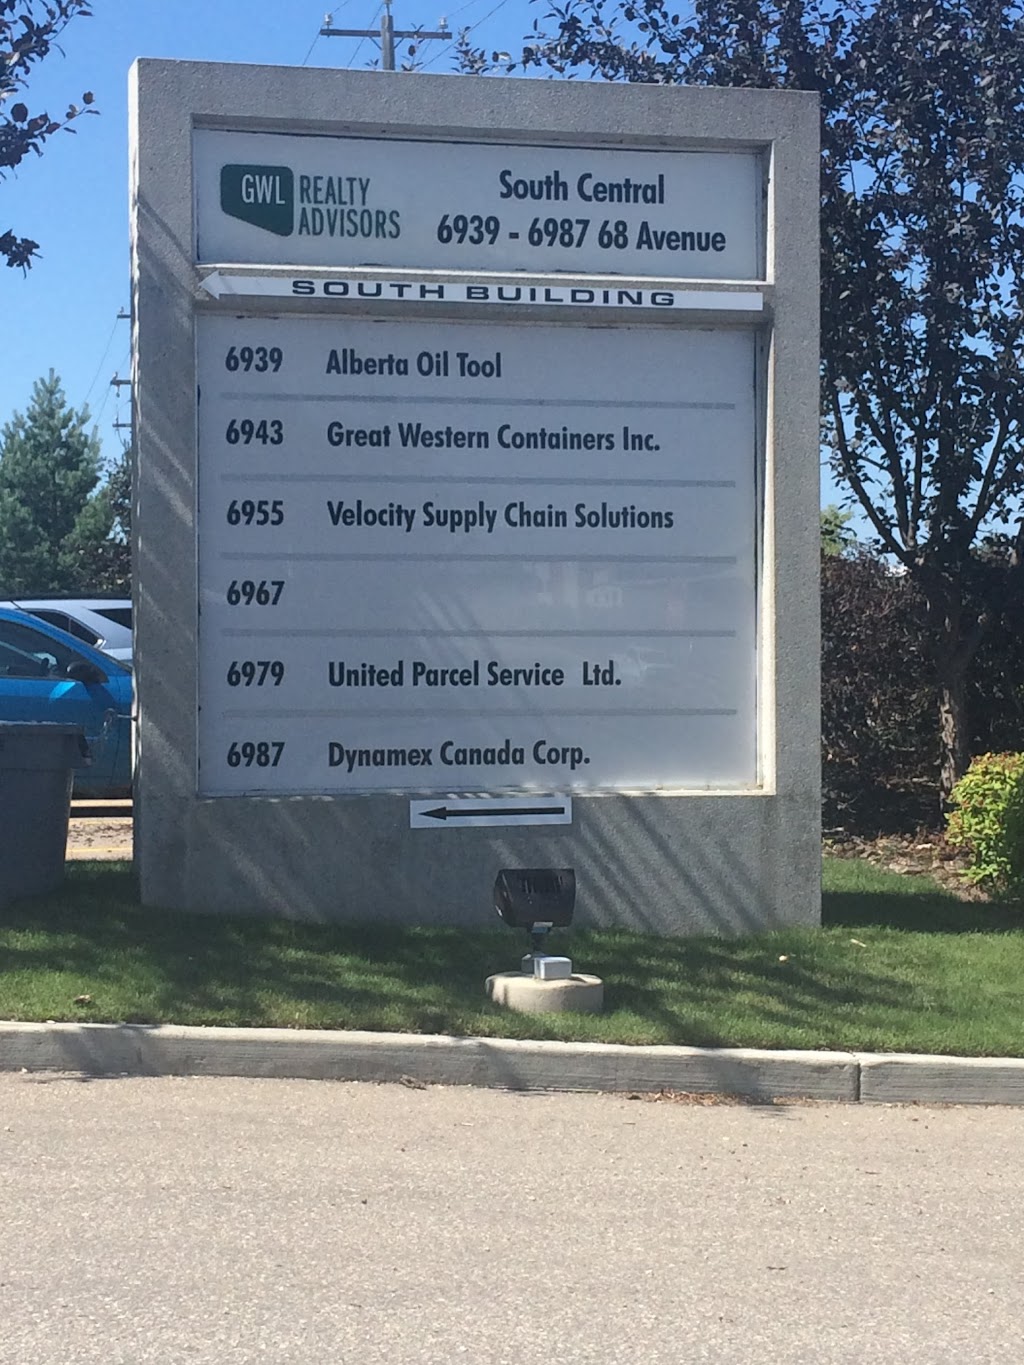 GWL REALTY
ADVISORS
South Central
6939 - 6987 68 Avenue
SOUTH BUILDING
6939 Alberta Oil Tool
6943 Great Western Containers Inc.
6955 Velocity Supply Chain Solutions
6967
6979 United Parcel Service Ltd.
6987 Dynamex Canada Corp.